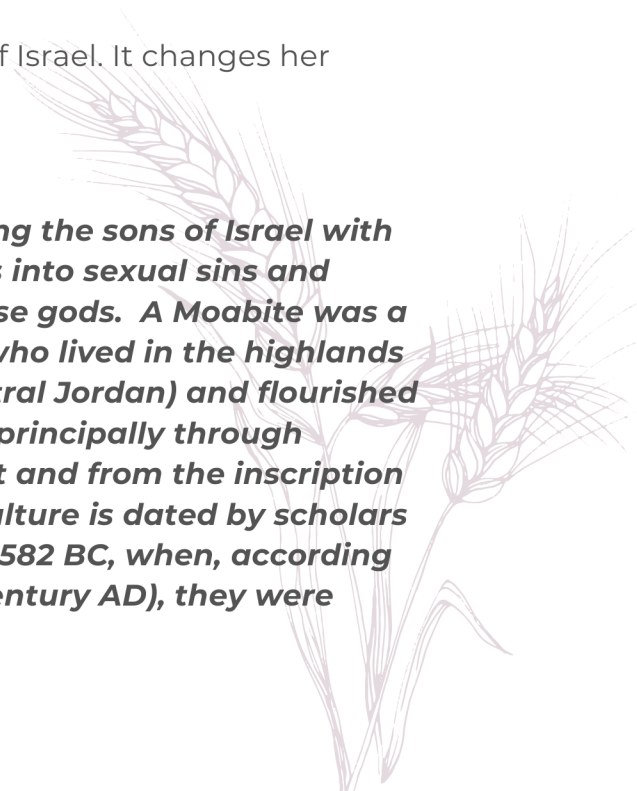 f Israel. It changes her
ng the sons of Israel with
s into sexual sins and
se gods.  A Moabite was a
who lived in the highlands
tral Jordan) and flourished
principally through
t and from the inscription
ulture is dated by scholars
582 BC, when, according
entury AD), they were